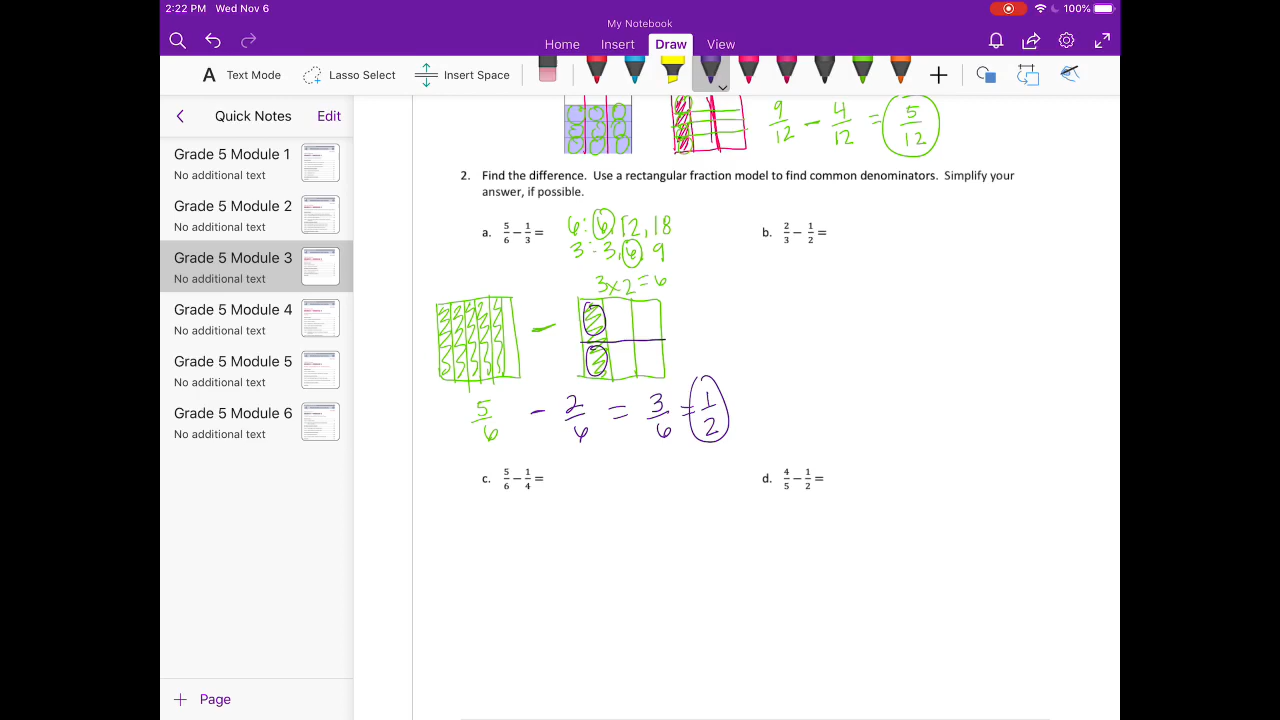 2:22 PM Wed Nov 6
100%
My Notebook
Home Insert Draw View
A Text Mode Lasso Select Insert Space
Quick Notes Edit
Grade 5 Module 1
No additional text
Grade 5 Module 2
No additional text
Grade 5 Module 3
No additional text
Grade 5 Module 4
No additional text
Grade 5 Module 5
No additional text
Grade 5 Module 6
No additional text
Page
9/12 - 4/12 = 5/12
2. Find the difference. Use a rectangular fraction model to find common denominators. Simplify your
answer, if possible.
a. 5/6 − 1/3 =
6: 6, 12, 18
3: 3, 6, 9
3x2=6
b. 2/3 − 1/2 =
-
5/6 - 2/6 = 3/6 = 1/2
c. 5/6 − 1/4 =
d. 4/5 − 1/2 =